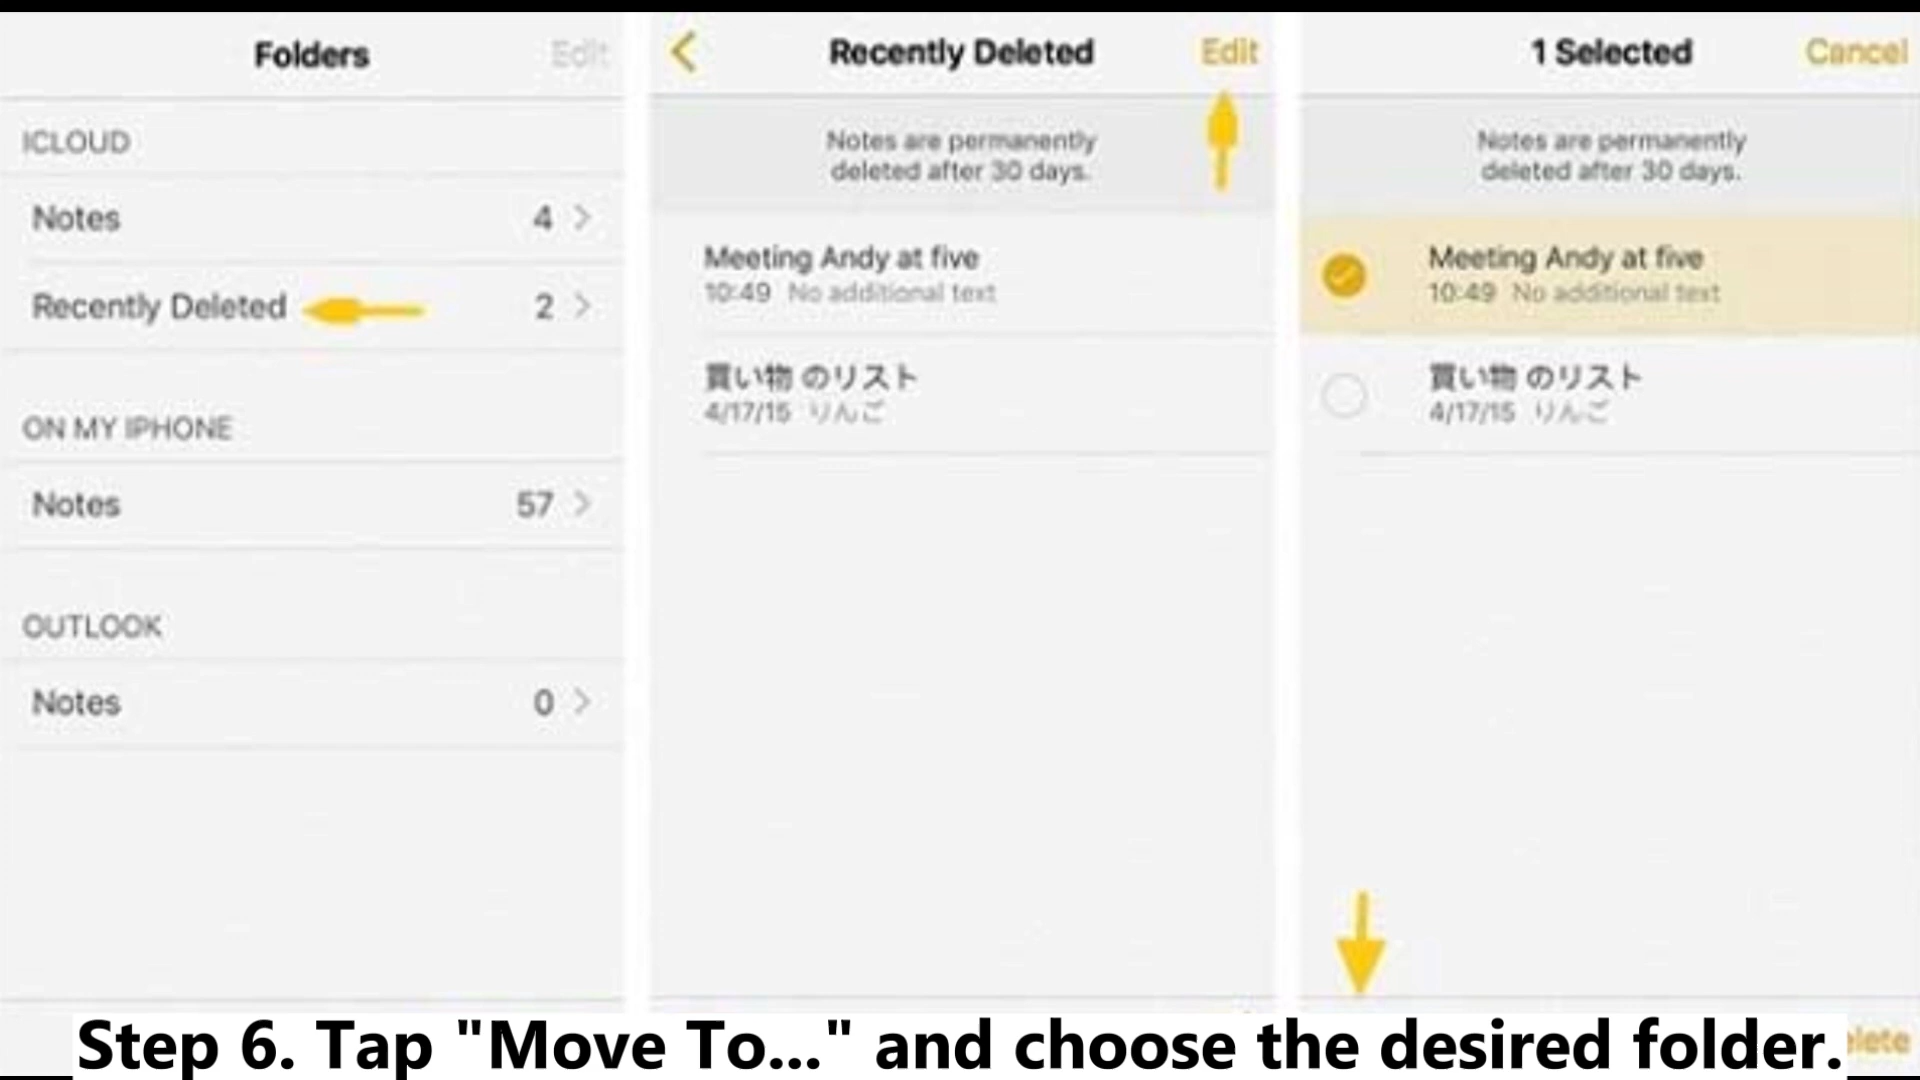 Folders
Edit
ICLOUD
Notes
4
Recently Deleted
2
ON MY IPHONE
Notes
57
OUTLOOK
Notes
0
Recently Deleted
Edit
Notes are permanently
deleted after 30 days.
Meeting Andy at five
10:49 No additional text
買い物 のリスト
4/17/15 りんご
1 Selected
Cancel
Notes are permanently
deleted after 30 days.
Meeting Andy at five
10:49 No additional text
買い物 のリスト
4/17/15 りんご
Step 6. Tap "Move To..." and choose the desired folder.